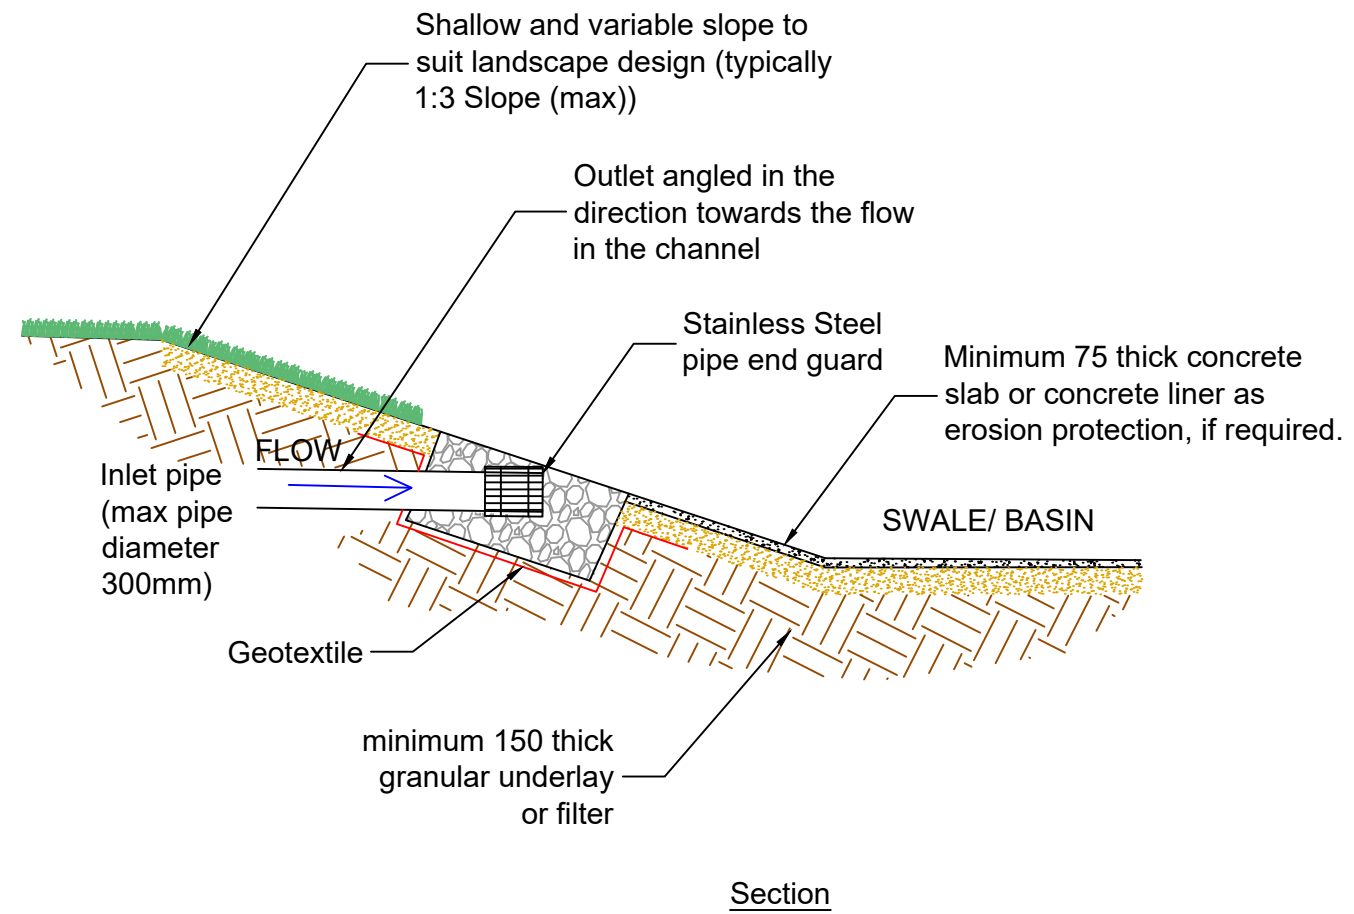 Shallow and variable slope to
suit landscape design (typically
1:3 Slope (max))
Outlet angled in the
direction towards the flow
in the channel
Stainless Steel
pipe end guard
Minimum 75 thick concrete
slab or concrete liner as
erosion protection, if required.
FLOW
Inlet pipe
(max pipe
diameter
300mm)
SWALE/ BASIN
Geotextile
minimum 150 thick
granular underlay
or filter
Section